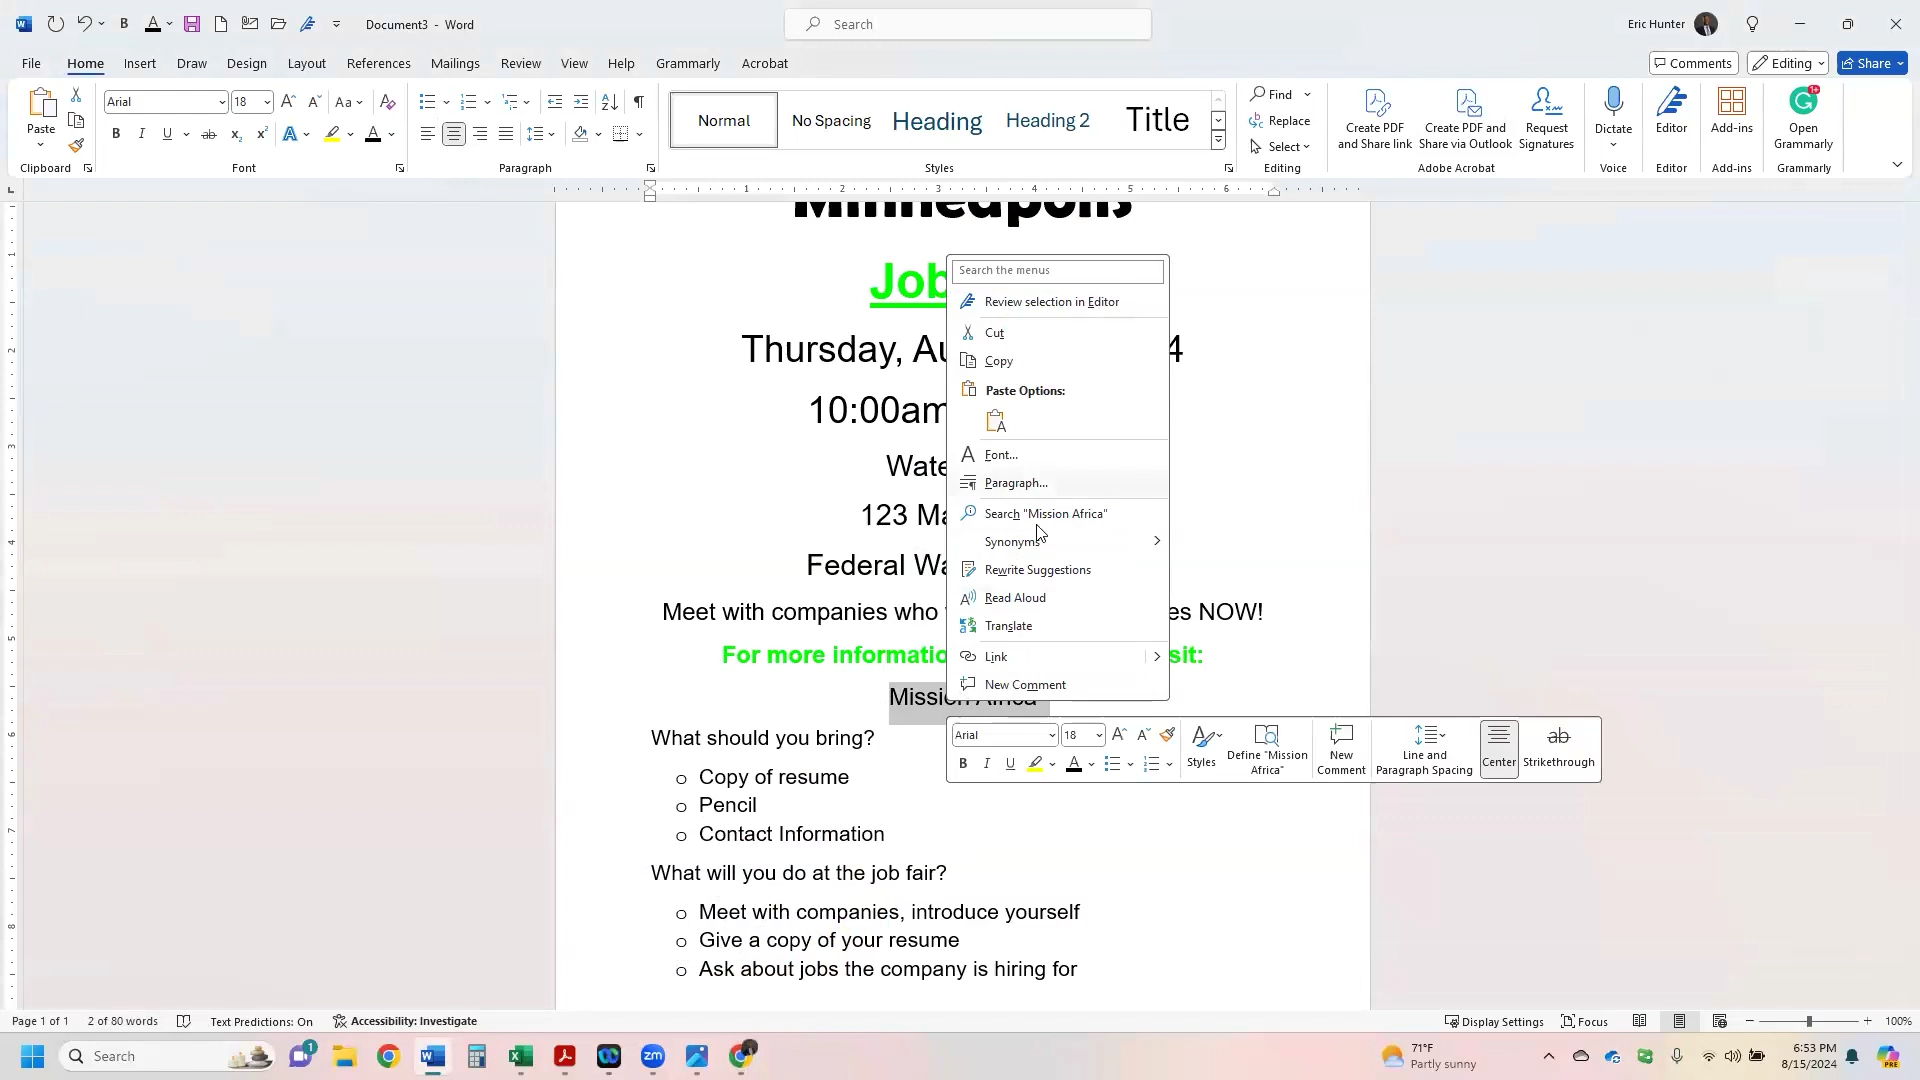 Document3 - Word
Search
Eric Hunter
File Home Insert Draw Design Layout References Mailings Review View Help Grammarly Acrobat
Comments Editing Share
Paste
Clipboard
Arial 18
Font
Paragraph
Normal No Spacing Heading Heading 2 Title
Styles
Find
Replace
Select
Editing
Create PDF and Share link
Create PDF and Share via Outlook
Request Signatures
Adobe Acrobat
Dictate
Voice
Editor
Editor
Add-ins
Add-ins
Open Grammarly
Grammarly
1 2 3 4 5 6
Minneapolis
Job
Thursday, Au 4
10:00am
Wate
123 Ma
Federal Wa
Meet with companies who es NOW!
For more informatio sit:
Mission Africa
What should you bring?
o Copy of resume
o Pencil
o Contact Information
What will you do at the job fair?
o Meet with companies, introduce yourself
o Give a copy of your resume
o Ask about jobs the company is hiring for
Search the menus
Review selection in Editor
Cut
Copy
Paste Options:
Font...
Paragraph...
Search "Mission Africa"
Synonyms
Rewrite Suggestions
Read Aloud
Translate
Link
New Comment
Arial 18
Styles
Define "Mission Africa"
New Comment
Line and Paragraph Spacing
Center
Strikethrough
Page 1 of 1 2 of 80 words Text Predictions: On Accessibility: Investigate
Display Settings Focus 100%
Search
71°F
Partly sunny
6:53 PM
8/15/2024